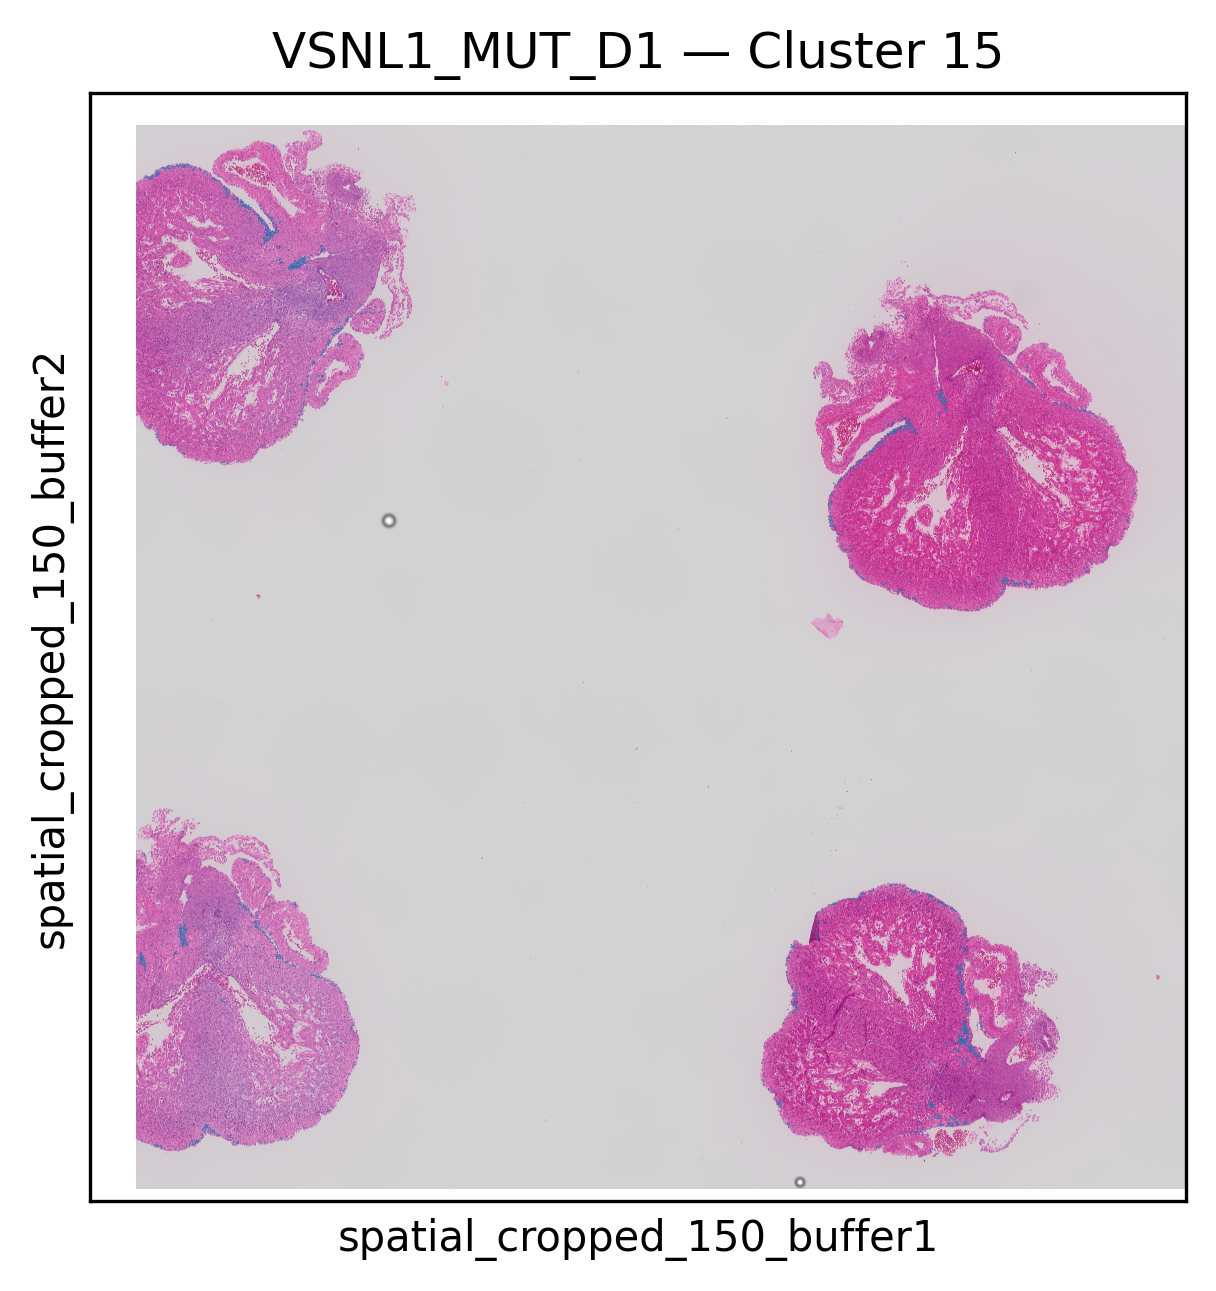 VSNL1_MUT_D1 — Cluster 15
spatial_cropped_150_buffer2
spatial_cropped_150_buffer1